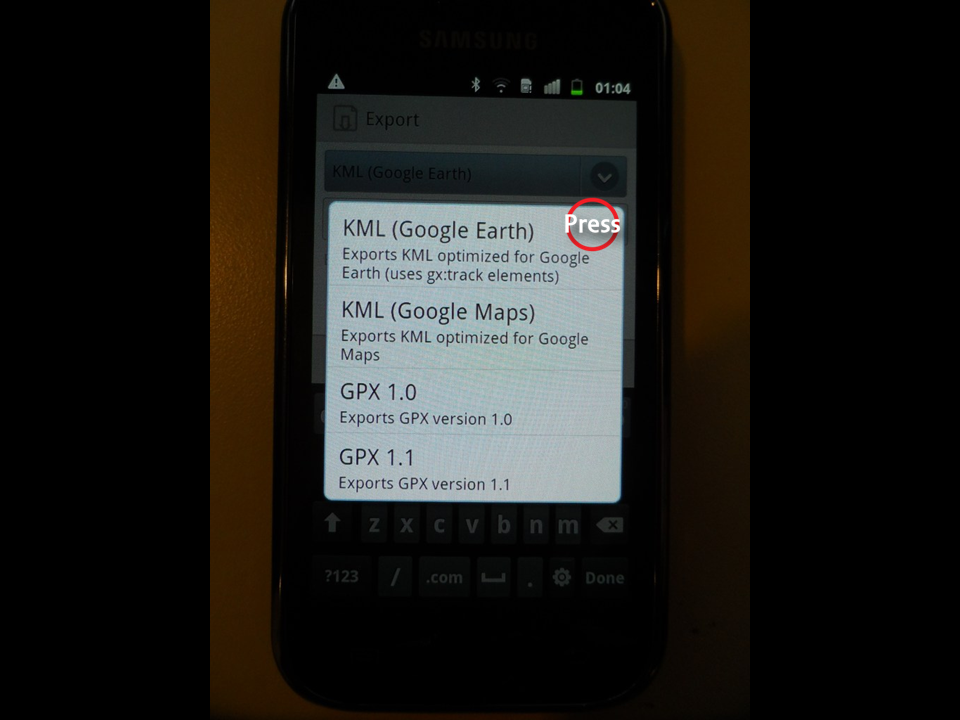 SAMSUNG
01:04
Export
KML (Google Earth)
Press
KML (Google Earth)
Exports KML optimized for Google
Earth (uses gx:track elements)
KML (Google Maps)
Exports KML optimized for Google
Maps
GPX 1.0
Exports GPX version 1.0
GPX 1.1
Exports GPX version 1.1
z x c v b n m
?123 / .com . Done